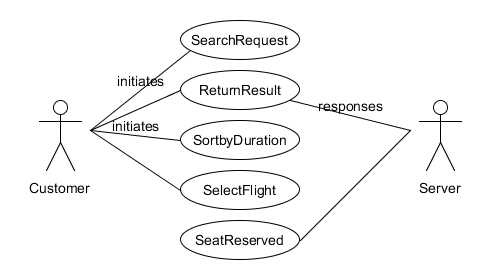 SearchRequest
initiates
ReturnResult
responses
initiates
SortbyDuration
Customer
SelectFlight
Server
SeatReserved